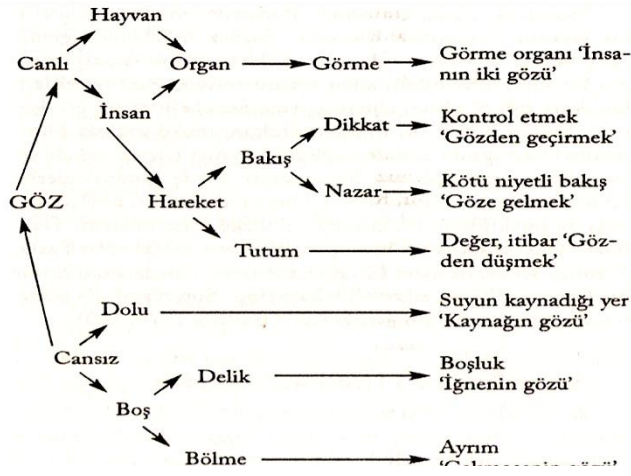 Hayvan
Canlı
Organ
Görme
Görme organı ‘İnsa-
nın iki gözü’
İnsan
Dikkat
Kontrol etmek
‘Gözden geçirmek’
Bakış
GÖZ
Hareket
Nazar
Kötü niyetli bakış
‘Göze gelmek’
Tutum
Değer, itibar ‘Göz-
den düşmek’
Dolu
Suyun kaynadığı yer
‘Kaynağın gözü’
Cansız
Delik
Boşluk
‘İğnenin gözü’
Boş
Bölme
Ayrım